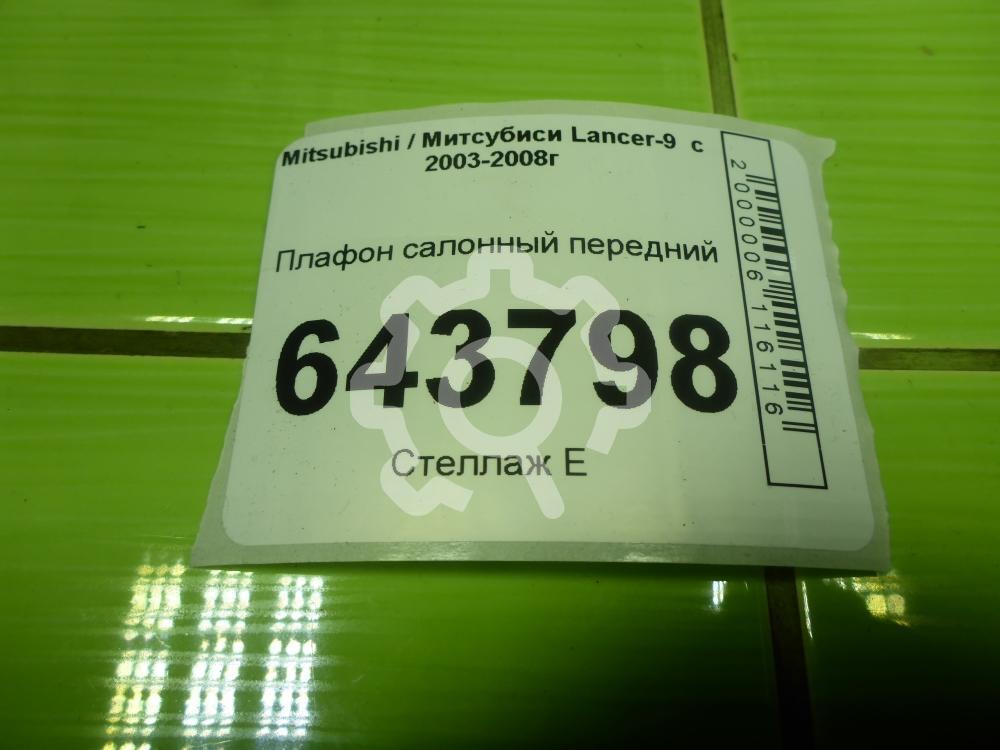 Mitsubishi / Митсубиси Lancer-9 с
2003-2008г
Плафон салонный передний
643798
Стеллаж Е
2000006116116